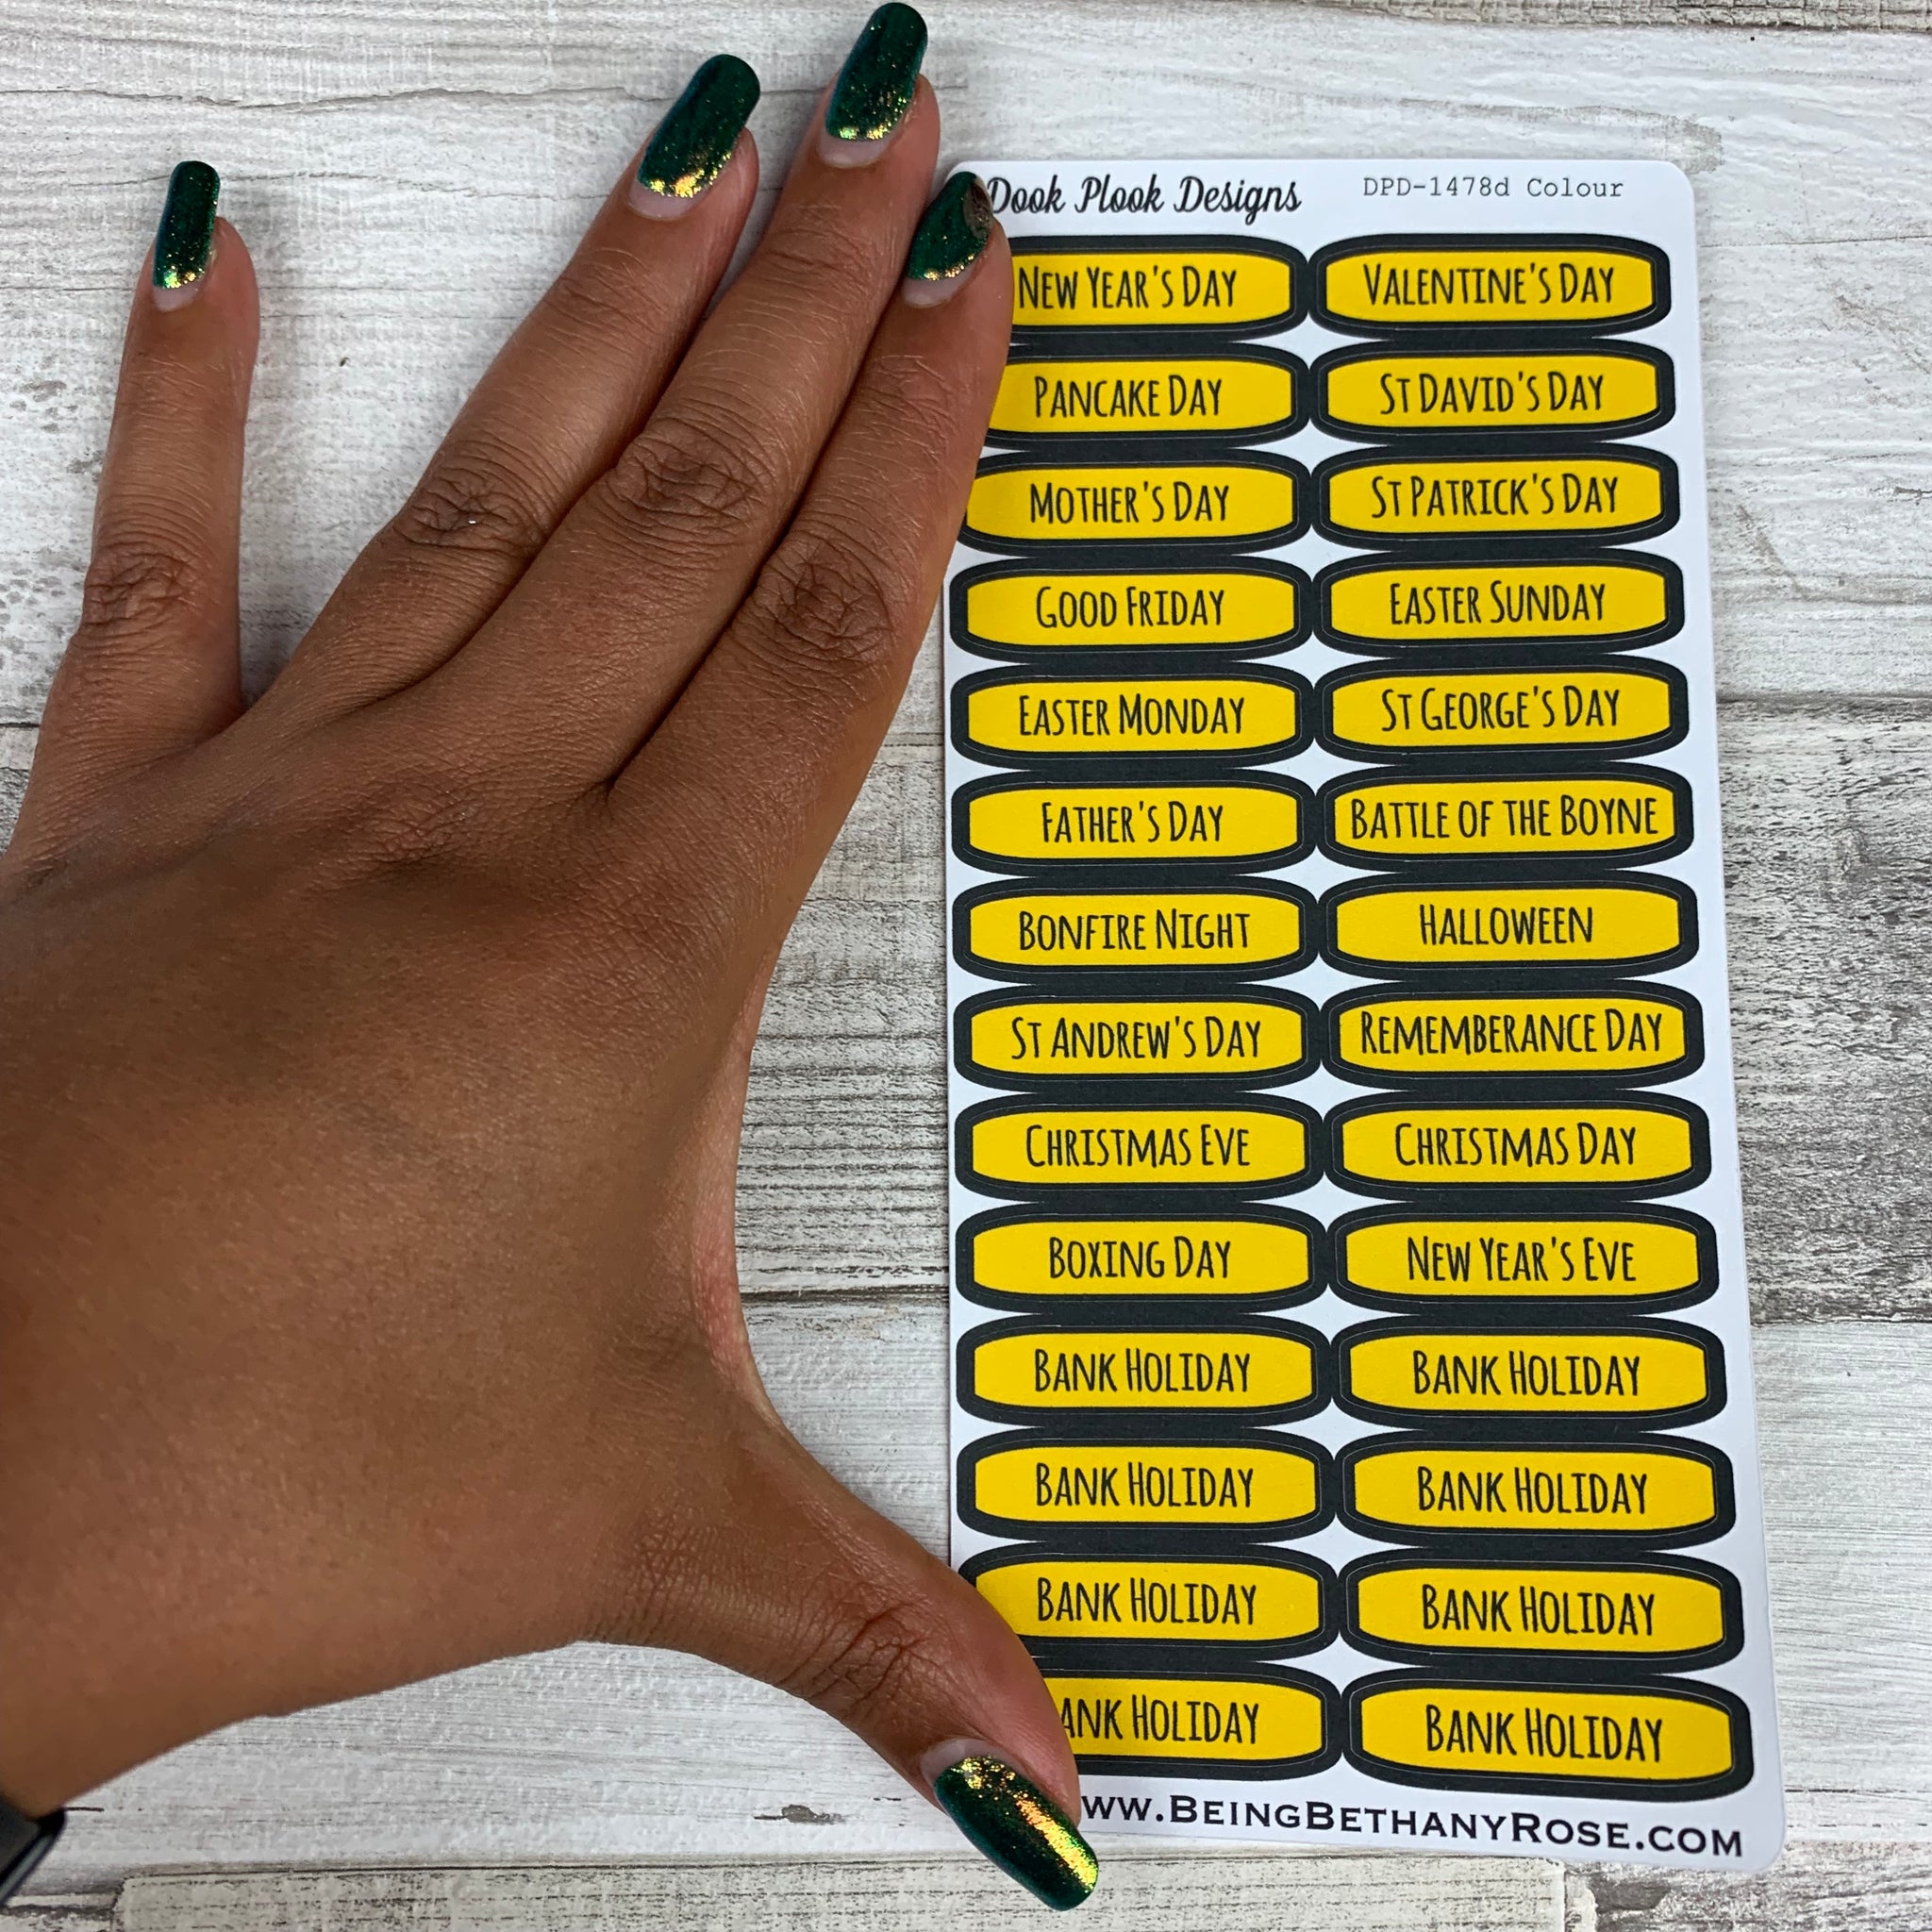 Dook Plook Designs DPD-1478d Colour
NEW YEAR'S DAY VALENTINE'S DAY
PANCAKE DAY ST DAVID'S DAY
MOTHER'S DAY ST PATRICK'S DAY
GOOD FRIDAY EASTER SUNDAY
EASTER MONDAY ST GEORGE'S DAY
FATHER'S DAY BATTLE OF THE BOYNE
BONFIRE NIGHT HALLOWEEN
ST ANDREW'S DAY REMEMBERANCE DAY
CHRISTMAS EVE CHRISTMAS DAY
BOXING DAY NEW YEAR'S EVE
BANK HOLIDAY BANK HOLIDAY
BANK HOLIDAY BANK HOLIDAY
BANK HOLIDAY BANK HOLIDAY
ANK HOLIDAY BANK HOLIDAY
WW.BEINGBETHANYROSE.COM